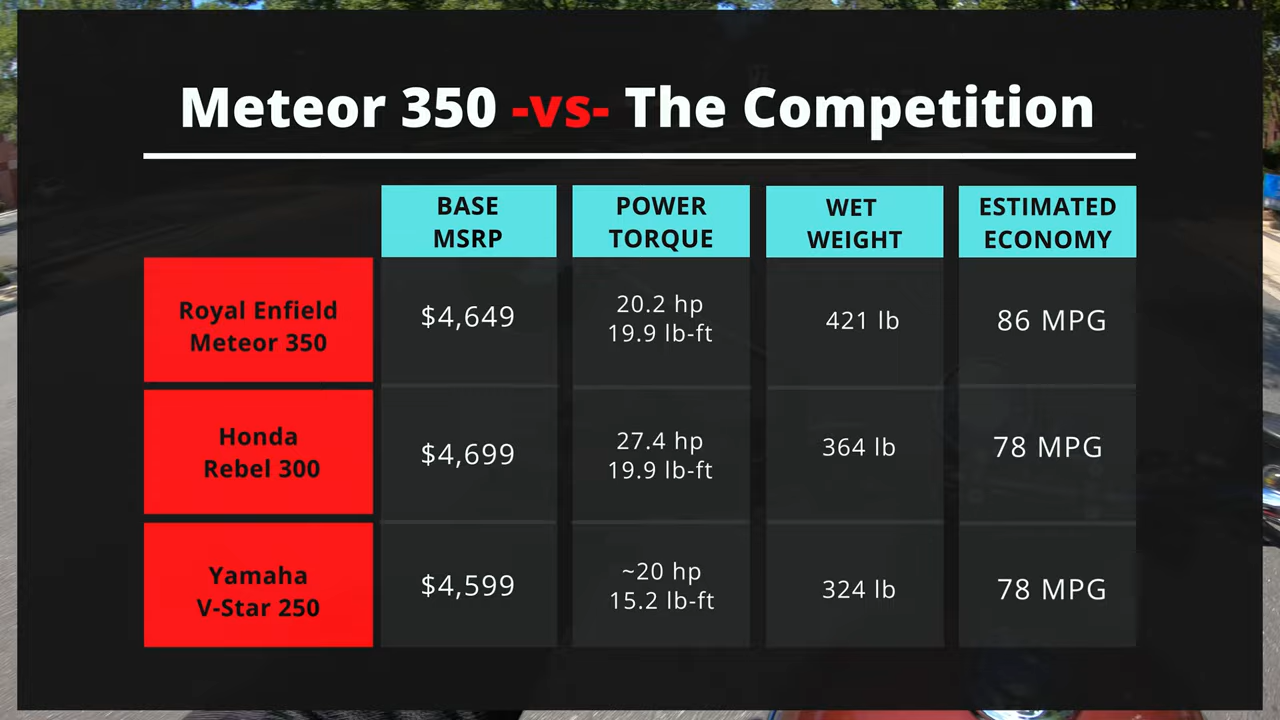 Meteor 350 -vs- The Competition
BASE
MSRP
POWER
TORQUE
WET
WEIGHT
ESTIMATED
ECONOMY
Royal Enfield
Meteor 350
$4,649
20.2 hp
19.9 lb-ft
421 lb
86 MPG
Honda
Rebel 300
$4,699
27.4 hp
19.9 lb-ft
364 lb
78 MPG
Yamaha
V-Star 250
$4,599
~20 hp
15.2 lb-ft
324 lb
78 MPG